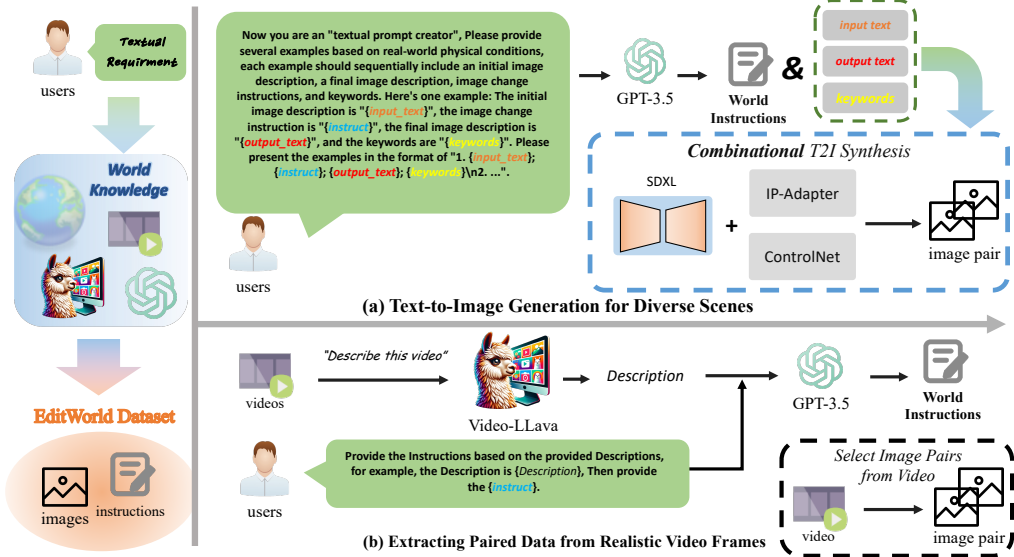 Textual
Requirment
users
World
Knowledge
EditWorld Dataset
images
instructions
Now you are an "textual prompt creator", Please provide
several examples based on real-world physical conditions,
each example should sequentially include an initial image
description, a final image description, image change
instructions, and keywords. Here's one example: The initial
image description is "{input_text}", the image change
instruction is "{instruct}", the final image description is
"{output_text}", and the keywords are "{keywords}". Please
present the examples in the format of "1. {input_text};
{instruct}; {output_text}; {keywords}\n2. ...".
users
GPT-3.5
World
Instructions
&
input text
output text
keywords
Combinational T2I Synthesis
SDXL
+
IP-Adapter
ControlNet
image pair
(a) Text-to-Image Generation for Diverse Scenes
videos
"Describe this video"
Video-LLava
Description
GPT-3.5
World
Instructions
users
Provide the Instructions based on the provided Descriptions,
for example, the Description is {Description}, Then provide
the {instruct}.
Select Image Pairs
from Video
video
image pair
(b) Extracting Paired Data from Realistic Video Frames